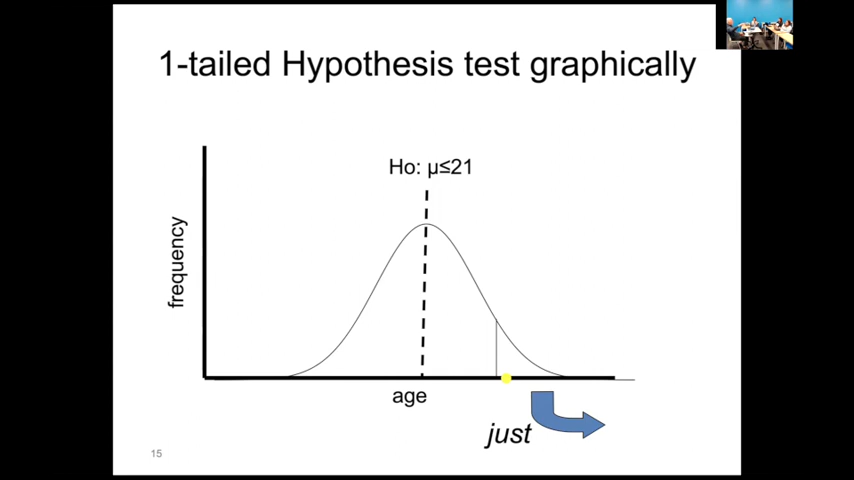 1-tailed Hypothesis test graphically
Ho: μ≤21
frequency
age
just
15